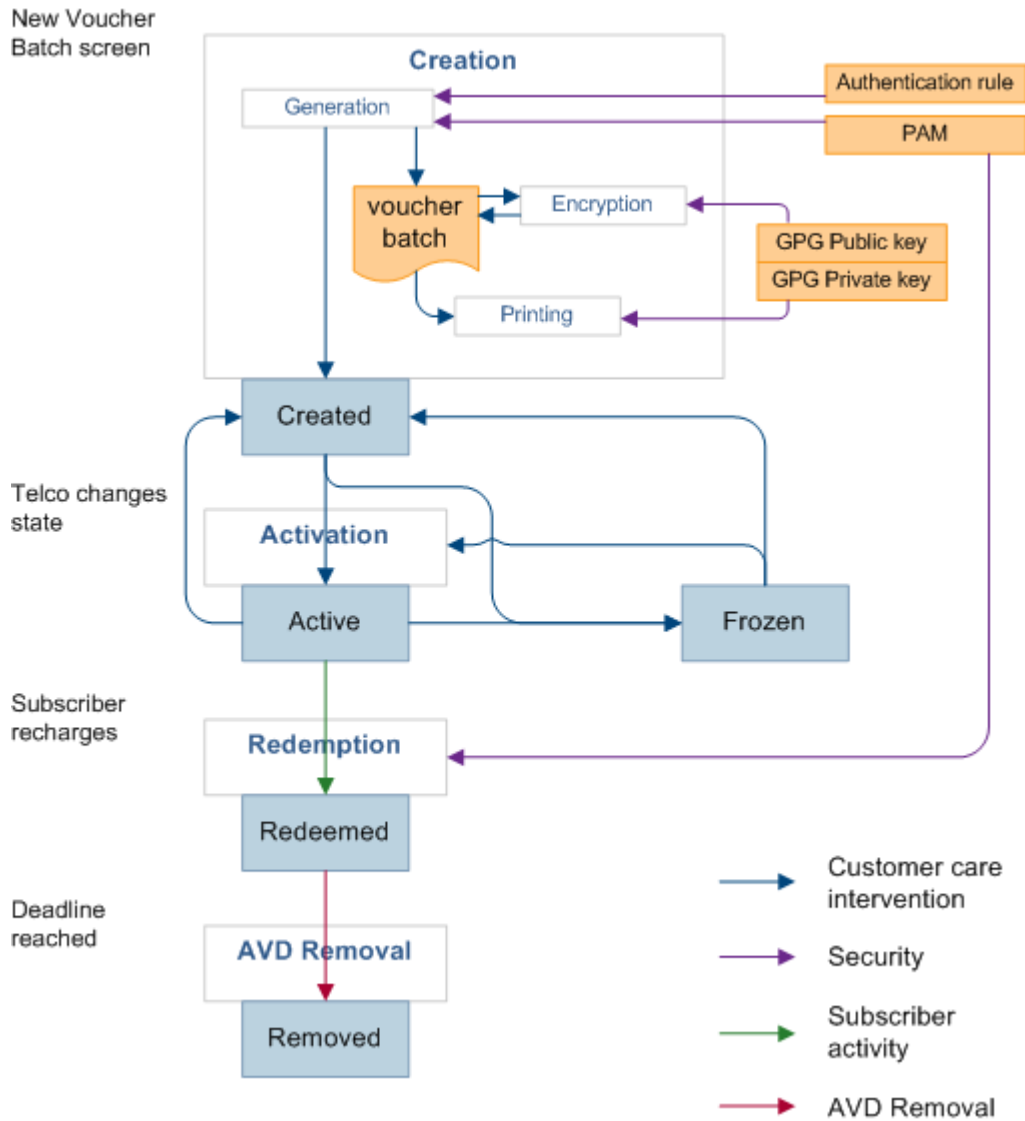 New Voucher
Batch screen
Creation
Authentication rule
Generation
PAM
voucher
batch
Encryption
GPG Public key
GPG Private key
Printing
Created
Telco changes
state
Activation
Active
Frozen
Subscriber
recharges
Redemption
Redeemed
Customer care
intervention
Deadline
reached
AVD Removal
Security
Removed
Subscriber
activity
AVD Removal